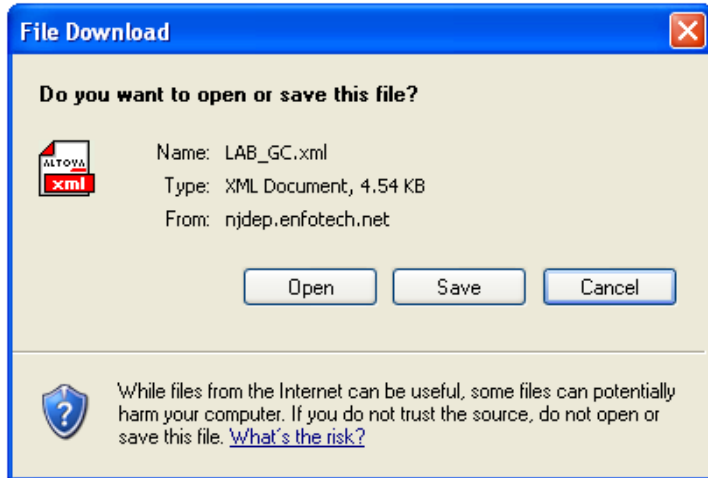 File Download
Do you want to open or save this file?
ALTOVA
xml
Name: LAB_GC.xml
Type: XML Document, 4.54 KB
From: njdep.enfotech.net
Open Save Cancel
While files from the Internet can be useful, some files can potentially
harm your computer. If you do not trust the source, do not open or
save this file. What's the risk?